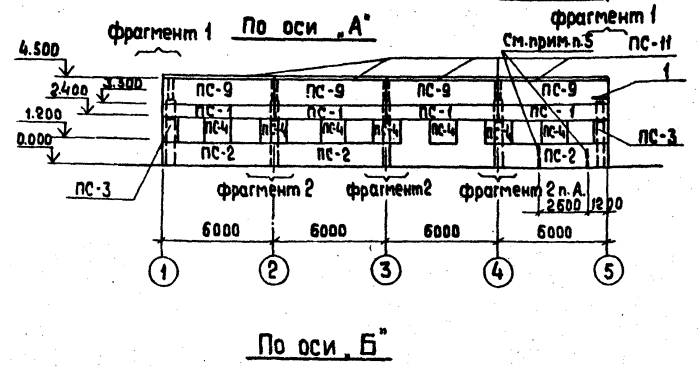 фрагмент 1
По оси „А"
фрагмент 1
См.прим.п.5
ПС-11
4.500
3.300
2.400
1.200
0.000
ПС-9 ПС-9 ПС-9 ПС-9
1
ПС-1 ПС-1 ПС-1 ПС-1
ПС-4 ПС-4 ПС-4 ПС-4 ПС-4 ПС-4 ПС-4
ПС-3
ПС-2 ПС-2 ПС-2
ПС-3
фрагмент 2 фрагмент2 фрагмент 2 п.А.
2600 1200
6000 6000 6000 6000
1 2 3 4 5
По оси „Б"